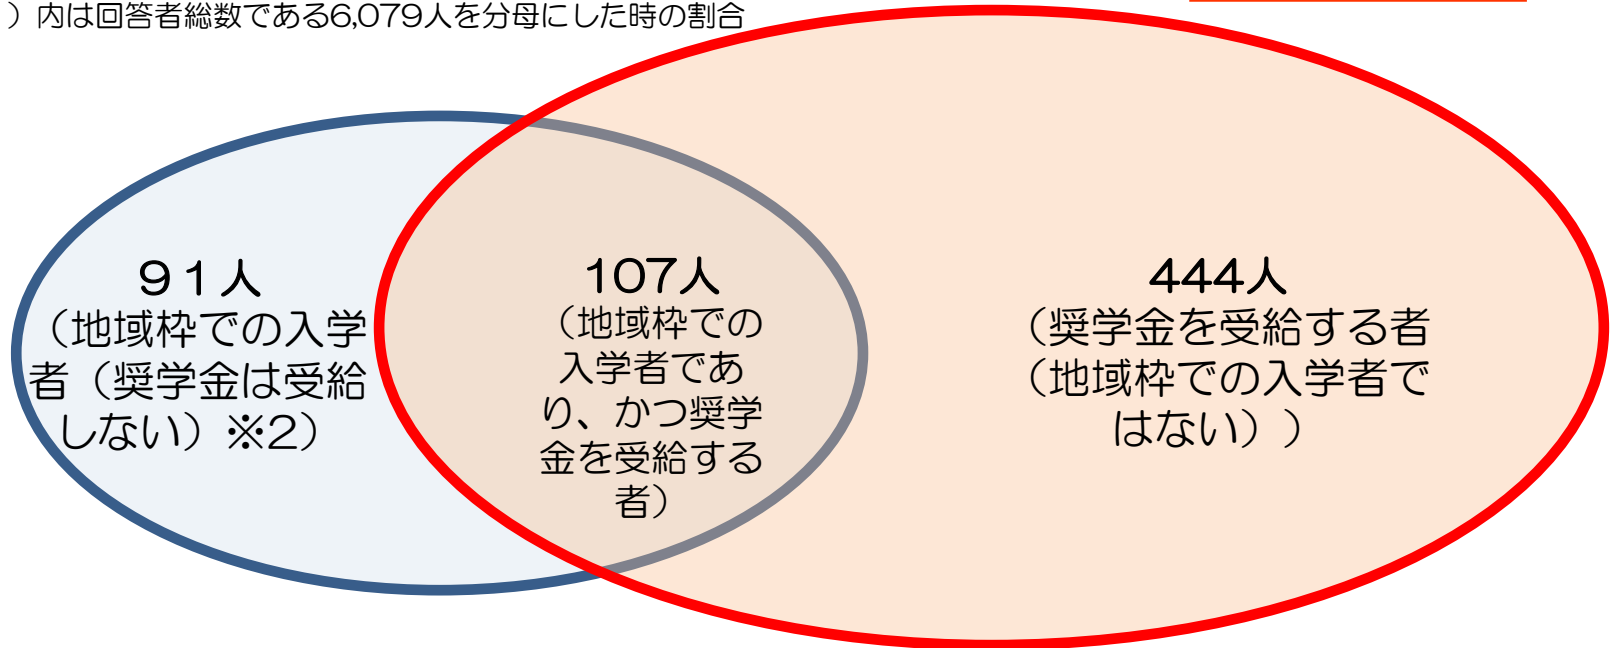 ）内は回答者総数である6,079人を分母にした時の割合
９１人
（地域枠での入学
者（奨学金は受給
しない）※2）
107人
（地域枠での
入学者であ
り、かつ奨学
金を受給する
者）
444人
（奨学金を受給する者
（地域枠での入学者で
はない））